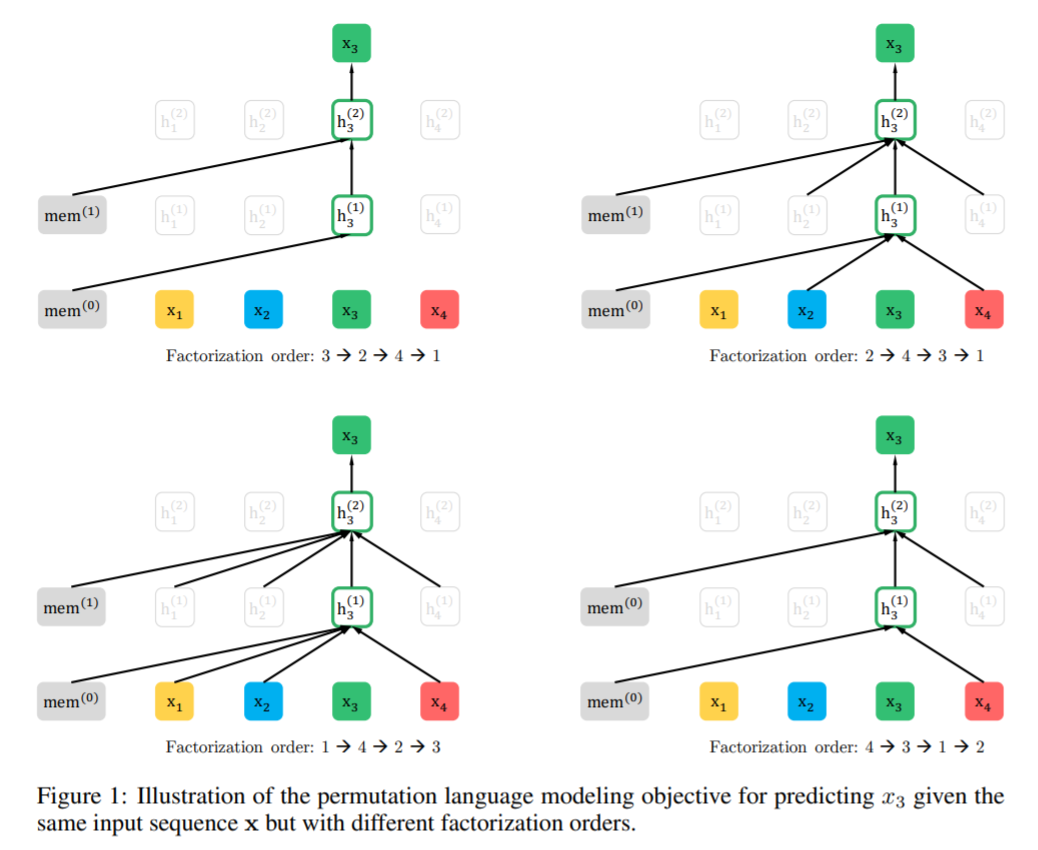 x₃ x₃
h₁⁽²⁾ h₂⁽²⁾ h₃⁽²⁾ h₄⁽²⁾ h₁⁽²⁾ h₂⁽²⁾ h₃⁽²⁾ h₄⁽²⁾
mem⁽¹⁾ h₁⁽¹⁾ h₂⁽¹⁾ h₃⁽¹⁾ h₄⁽¹⁾ mem⁽¹⁾ h₁⁽¹⁾ h₂⁽¹⁾ h₃⁽¹⁾ h₄⁽¹⁾
mem⁽⁰⁾ x₁ x₂ x₃ x₄ mem⁽⁰⁾ x₁ x₂ x₃ x₄
Factorization order: 3 → 2 → 4 → 1 Factorization order: 2 → 4 → 3 → 1
x₃ x₃
h₁⁽²⁾ h₂⁽²⁾ h₃⁽²⁾ h₄⁽²⁾ h₁⁽²⁾ h₂⁽²⁾ h₃⁽²⁾ h₄⁽²⁾
mem⁽¹⁾ h₁⁽¹⁾ h₂⁽¹⁾ h₃⁽¹⁾ h₄⁽¹⁾ mem⁽⁰⁾ h₁⁽¹⁾ h₂⁽¹⁾ h₃⁽¹⁾ h₄⁽¹⁾
mem⁽⁰⁾ x₁ x₂ x₃ x₄ mem⁽⁰⁾ x₁ x₂ x₃ x₄
Factorization order: 1 → 4 → 2 → 3 Factorization order: 4 → 3 → 1 → 2
Figure 1: Illustration of the permutation language modeling objective for predicting x₃ given the
same input sequence x but with different factorization orders.